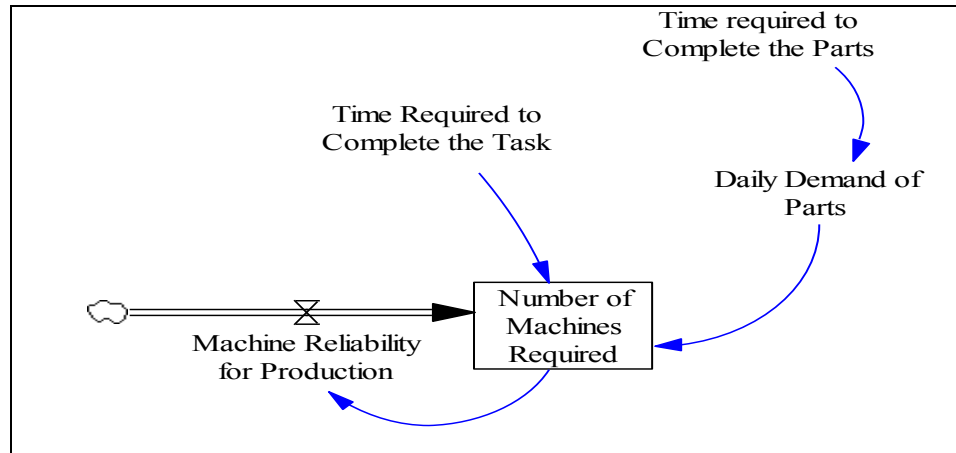 Time required to
Complete the Parts
Time Required to
Complete the Task
Daily Demand of
Parts
Number of
Machines
Required
Machine Reliability
for Production